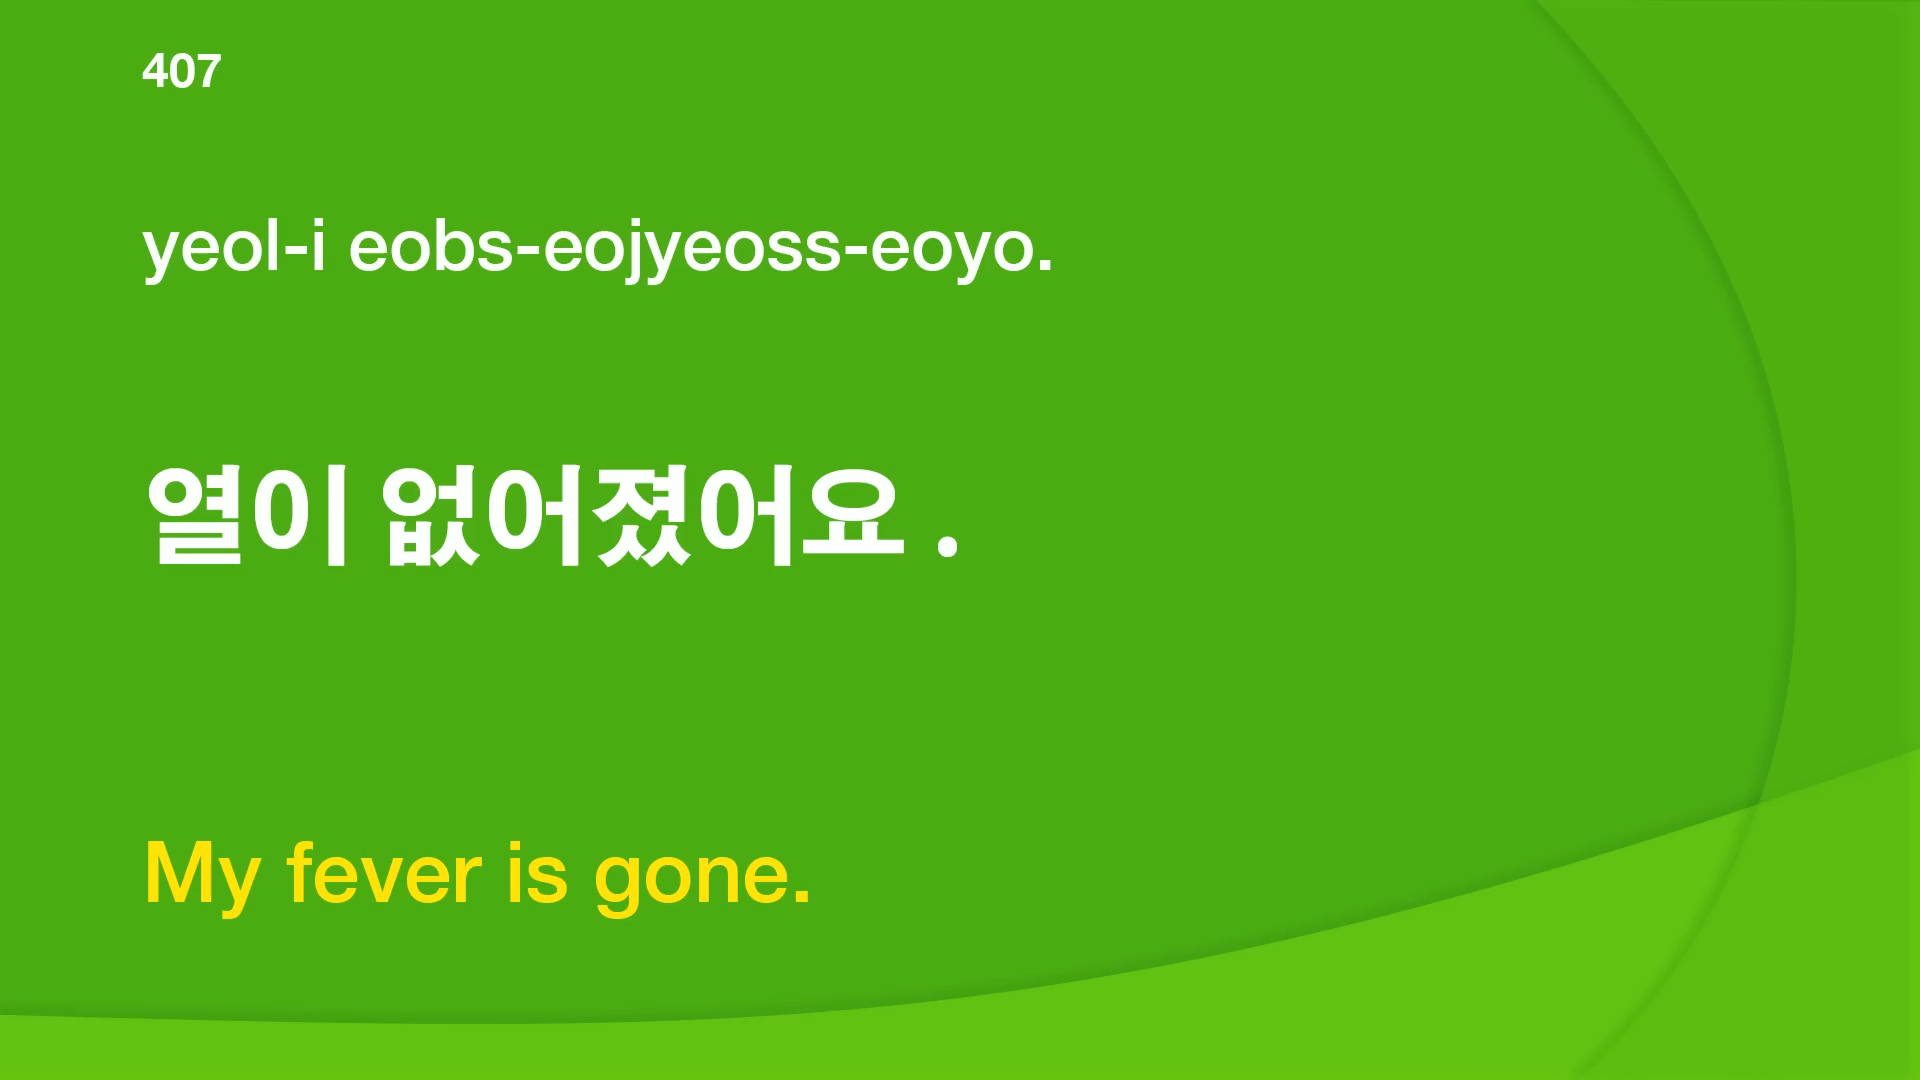 407
yeol-i eobs-eojyeoss-eoyo.
열이 없어졌어요 .
My fever is gone.